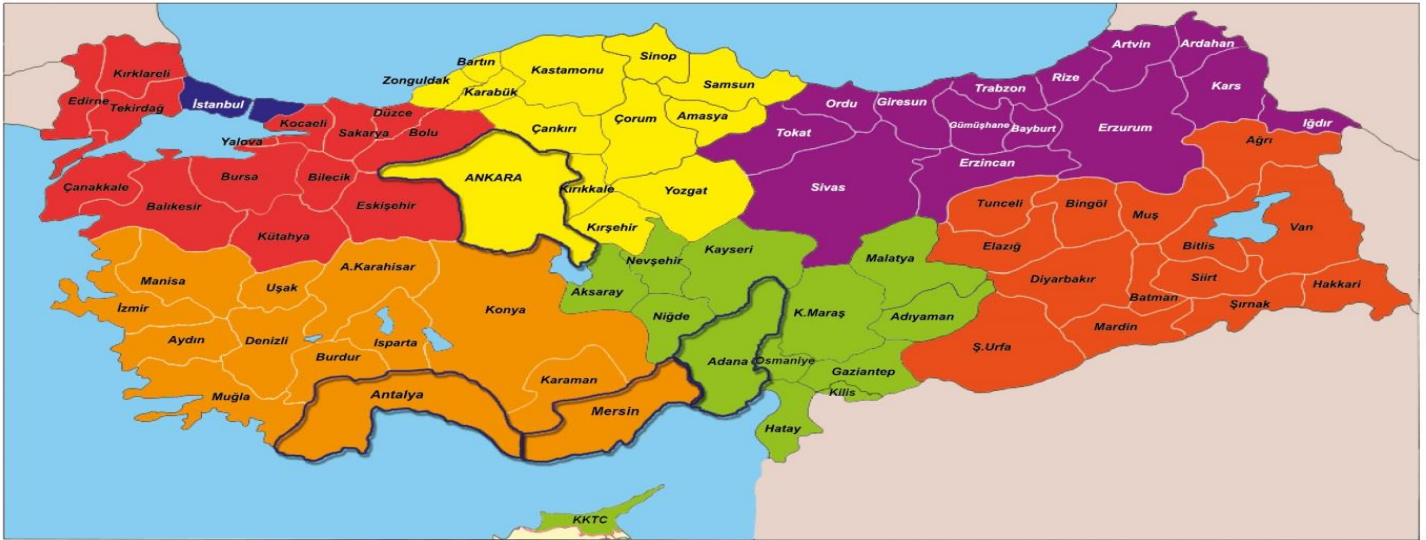 Kırklareli
Edirne
Tekirdağ
İstanbul
Kocaeli
Yalova
Sakarya
Düzce
Bolu
Çanakkale
Balıkesir
Bursa
Bilecik
Kütahya
Eskişehir
Zonguldak
Bartın
Karabük
Kastamonu
Sinop
Samsun
Çankırı
Çorum
Amasya
ANKARA
Kırıkkale
Yozgat
Kırşehir
Tokat
Ordu
Giresun
Trabzon
Rize
Artvin
Ardahan
Kars
Iğdır
Gümüşhane
Bayburt
Erzurum
Erzincan
Sivas
Ağrı
Tunceli
Bingöl
Muş
Van
Elazığ
Bitlis
Diyarbakır
Siirt
Batman
Hakkari
Şırnak
Mardin
Ş.Urfa
Manisa
Uşak
A.Karahisar
İzmir
Aydın
Denizli
Burdur
Isparta
Konya
Muğla
Antalya
Karaman
Mersin
Aksaray
Nevşehir
Kayseri
Niğde
Malatya
K.Maraş
Adıyaman
Adana
Osmaniye
Gaziantep
Kilis
Hatay
KKTC